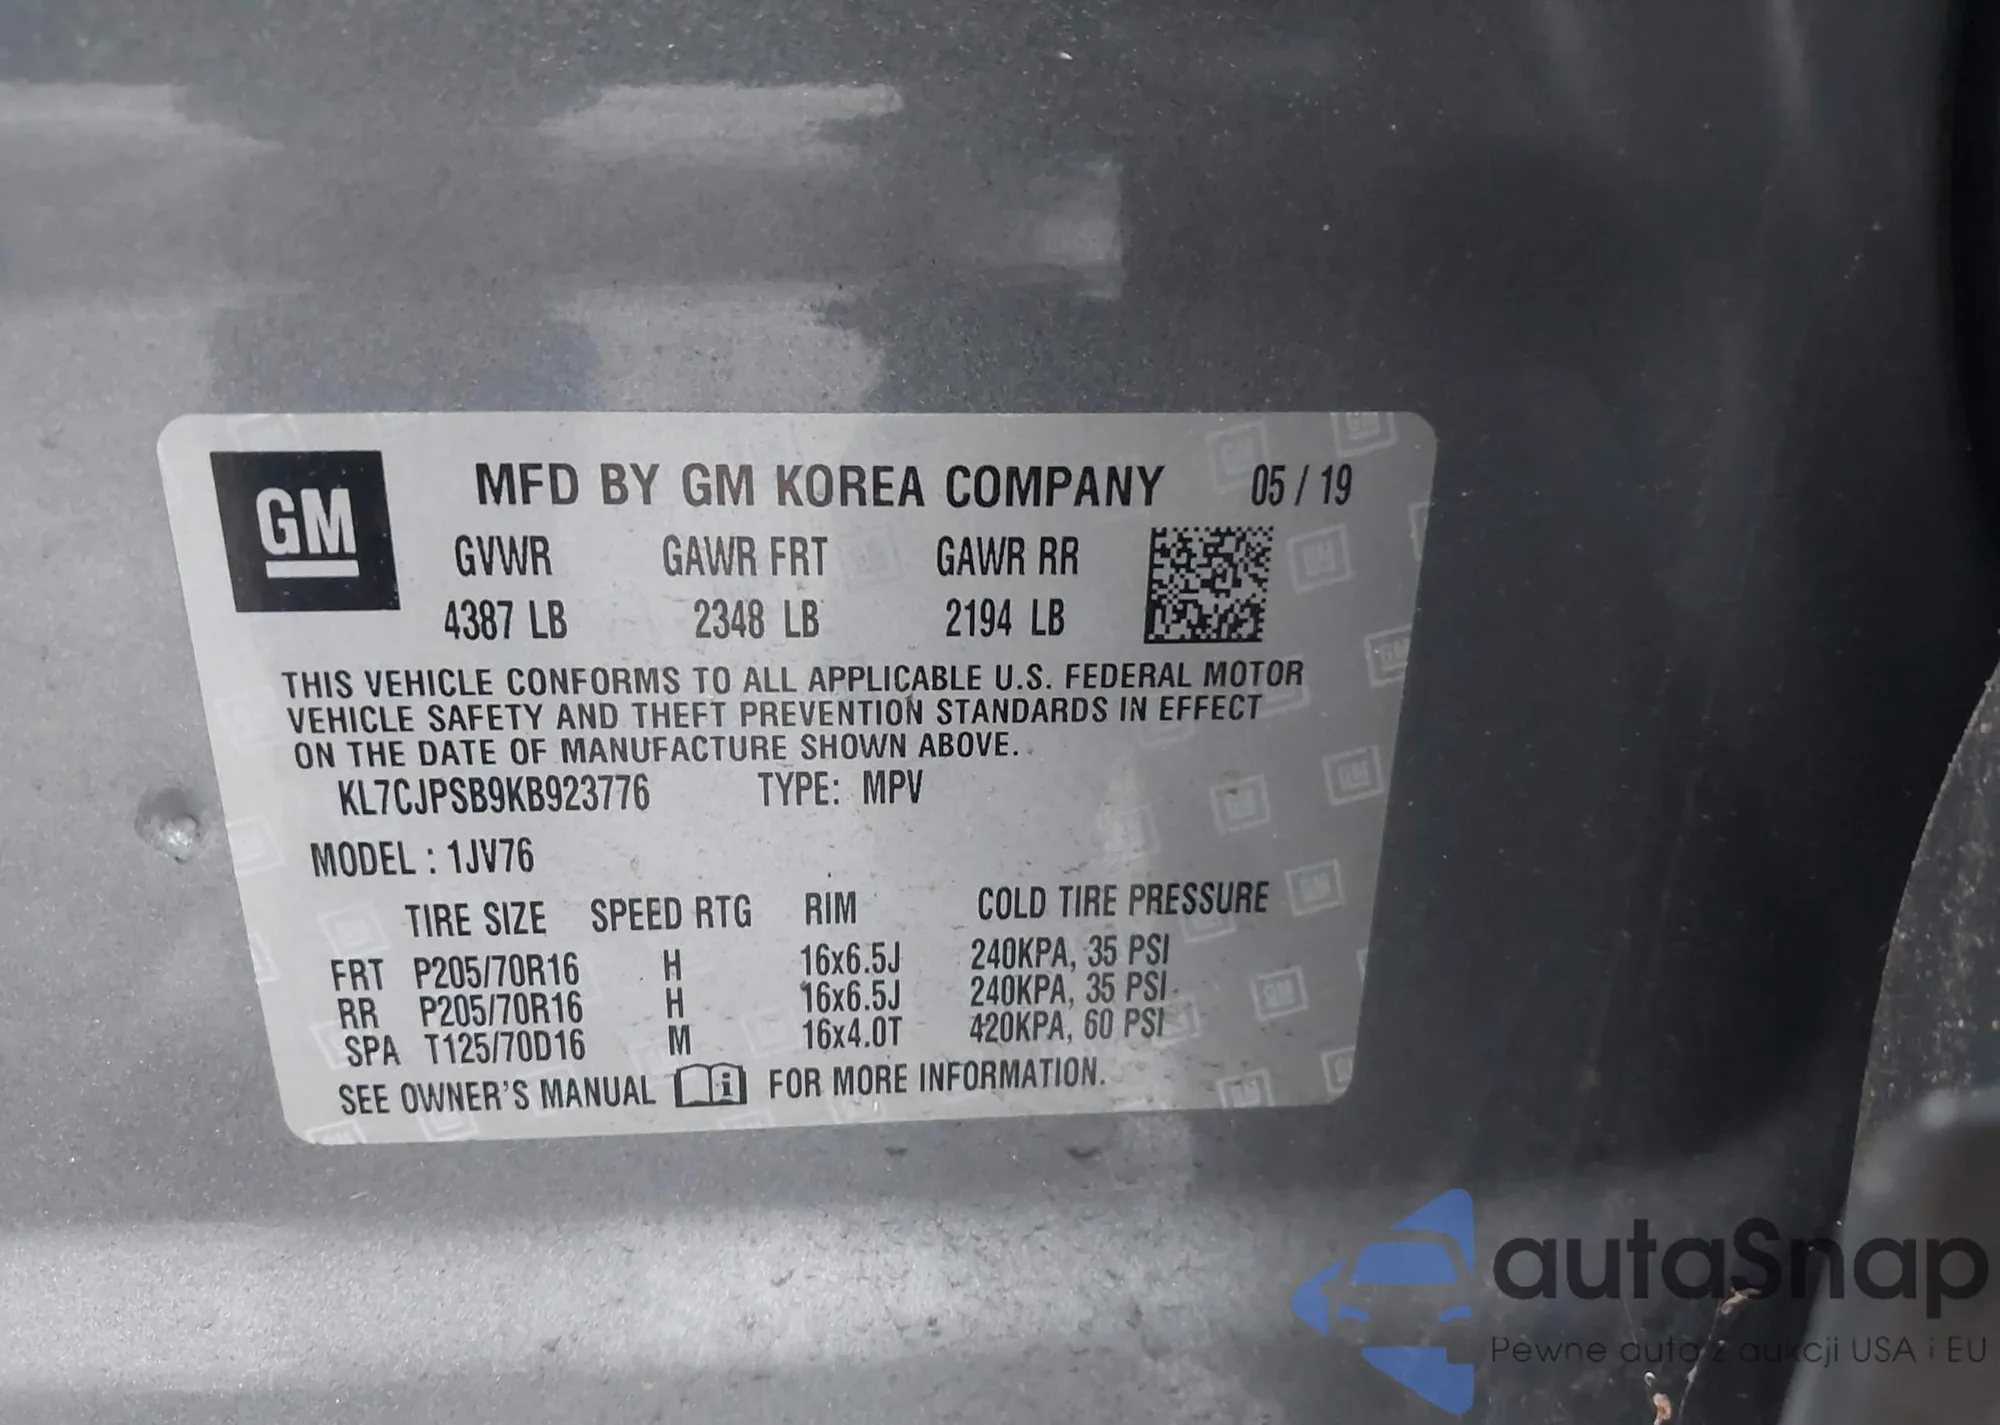 GM
MFD BY GM KOREA COMPANY 05 / 19
GVWR GAWR FRT GAWR RR
4387 LB 2348 LB 2194 LB
THIS VEHICLE CONFORMS TO ALL APPLICABLE U.S. FEDERAL MOTOR
VEHICLE SAFETY AND THEFT PREVENTION STANDARDS IN EFFECT
ON THE DATE OF MANUFACTURE SHOWN ABOVE.
KL7CJPSB9KB923776 TYPE: MPV
MODEL : 1JV76
TIRE SIZE SPEED RTG RIM COLD TIRE PRESSURE
FRT P205/70R16 H 16x6.5J 240KPA, 35 PSI
RR P205/70R16 H 16x6.5J 240KPA, 35 PSI
SPA T125/70D16 M 16x4.0T 420KPA, 60 PSI
SEE OWNER'S MANUAL i FOR MORE INFORMATION.
autaSnap
Pewne auta z aukcji USA i EU